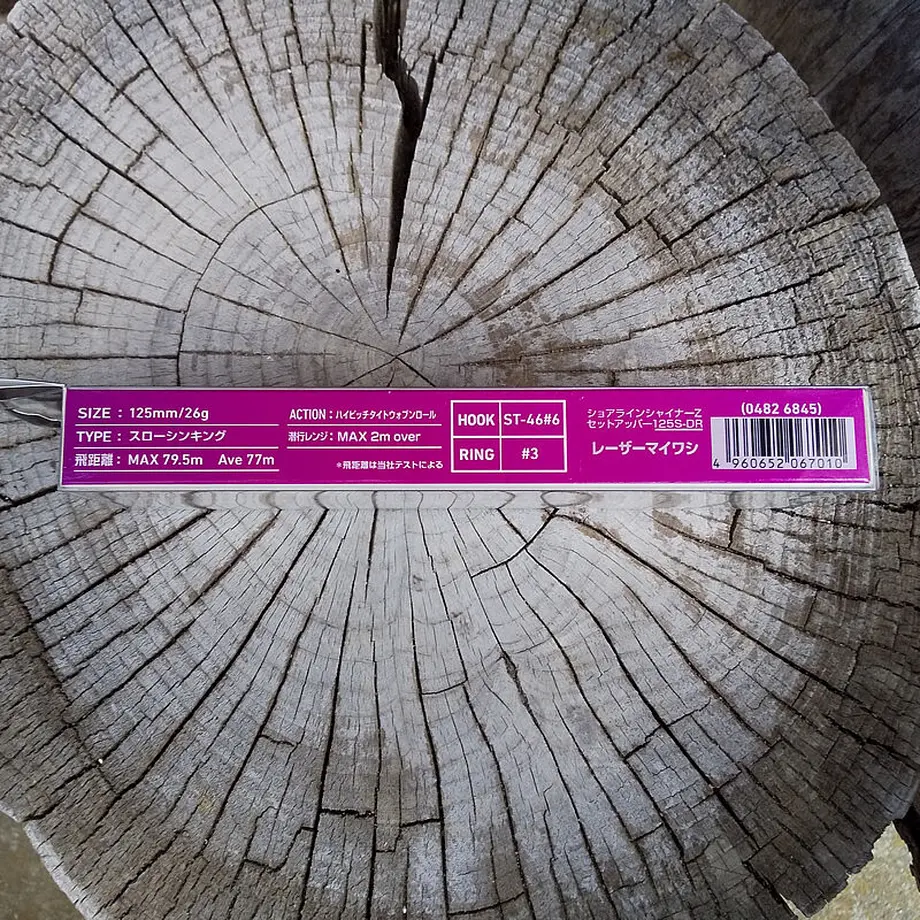 SIZE : 125mm/26g
TYPE : スローシンキング
飛距離 : MAX 79.5m Ave 77m
ACTION : ハイピッチタイトウォブンロール
潜行レンジ : MAX 2m over
*飛距離は当社テストによる
HOOK ST-46#6
RING #3
ショアラインシャイナーZ
セットアッパー125S-DR
レーザーマイワシ
(0482 6845)
4 960652 067010